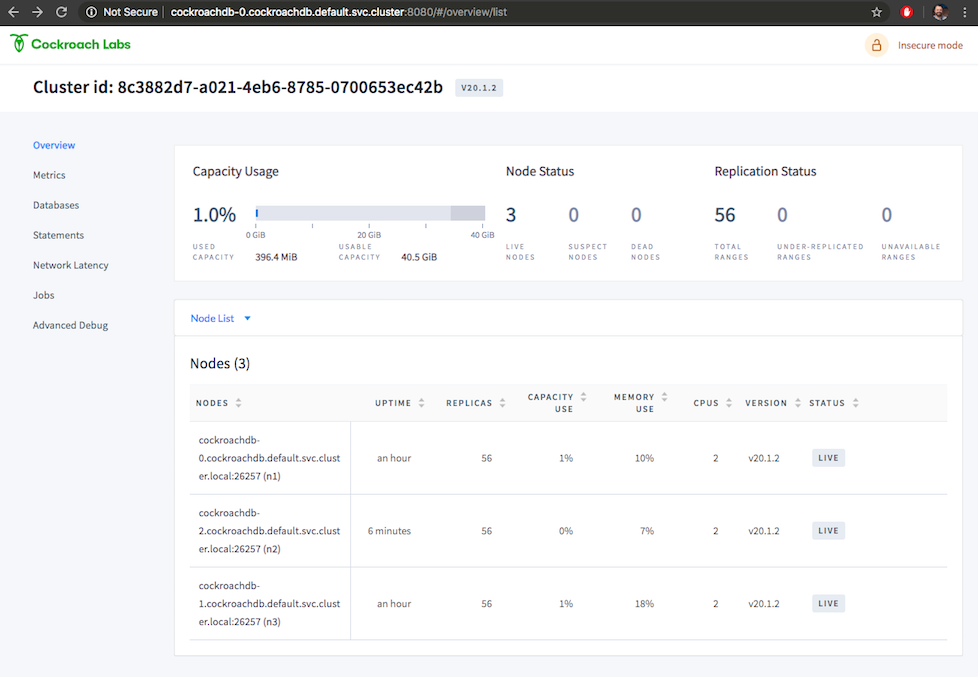 Not Secure cockroachdb-0.cockroachdb.default.svc.cluster:8080/#/overview/list
Cockroach Labs
Insecure mode
Cluster id: 8c3882d7-a021-4eb6-8785-0700653ec42b V20.1.2
Overview
Metrics
Databases
Statements
Network Latency
Jobs
Advanced Debug
Capacity Usage
1.0%
0 GiB 20 GiB 40 GiB
USED
CAPACITY
396.4 MiB
USABLE
CAPACITY
40.5 GiB
Node Status
3 0 0
LIVE
NODES
SUSPECT
NODES
DEAD
NODES
Replication Status
56 0 0
TOTAL
RANGES
UNDER-REPLICATED
RANGES
UNAVAILABLE
RANGES
Node List
Nodes (3)
NODES UPTIME REPLICAS CAPACITY USE MEMORY USE CPUS VERSION STATUS
cockroachdb-
0.cockroachdb.default.svc.clust
er.local:26257 (n1)
an hour 56 1% 10% 2 v20.1.2 LIVE
cockroachdb-
2.cockroachdb.default.svc.clust
er.local:26257 (n2)
6 minutes 56 0% 7% 2 v20.1.2 LIVE
cockroachdb-
1.cockroachdb.default.svc.clust
er.local:26257 (n3)
an hour 56 1% 18% 2 v20.1.2 LIVE